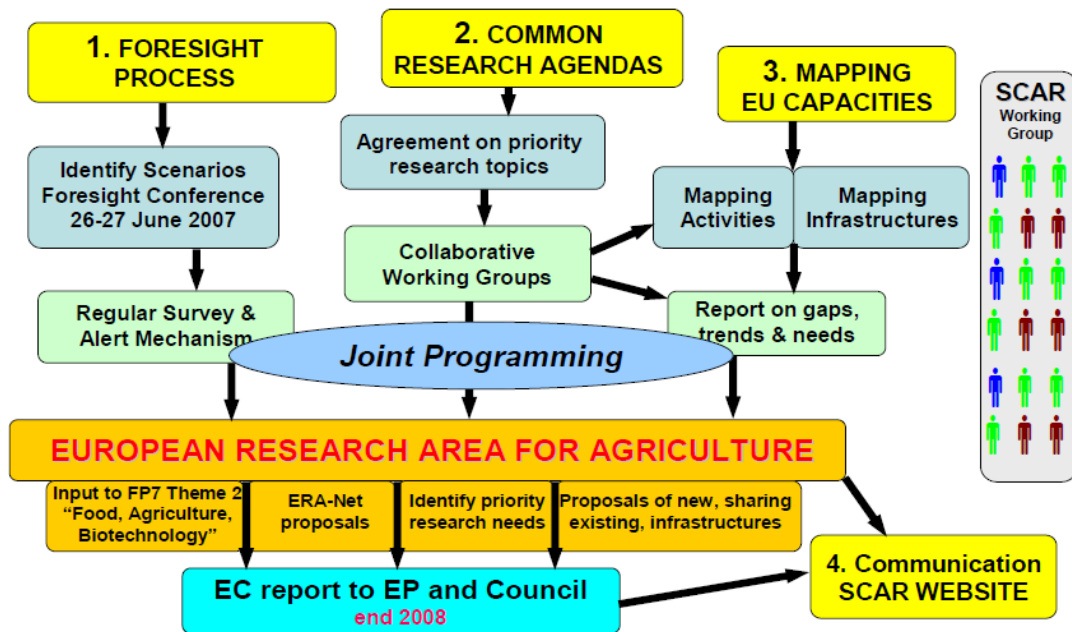 1. FORESIGHT
PROCESS
2. COMMON
RESEARCH AGENDAS
3. MAPPING
EU CAPACITIES
SCAR
Working
Group
Identify Scenarios
Foresight Conference
26-27 June 2007
Agreement on priority
research topics
Mapping
Activities
Mapping
Infrastructures
Collaborative
Working Groups
Regular Survey &
Alert Mechanism
Report on gaps,
trends & needs
Joint Programming
EUROPEAN RESEARCH AREA FOR AGRICULTURE
Input to FP7 Theme 2
“Food, Agriculture,
Biotechnology”
ERA-Net
proposals
Identify priority
research needs
Proposals of new, sharing
existing, infrastructures
EC report to EP and Council
end 2008
4. Communication
SCAR WEBSITE